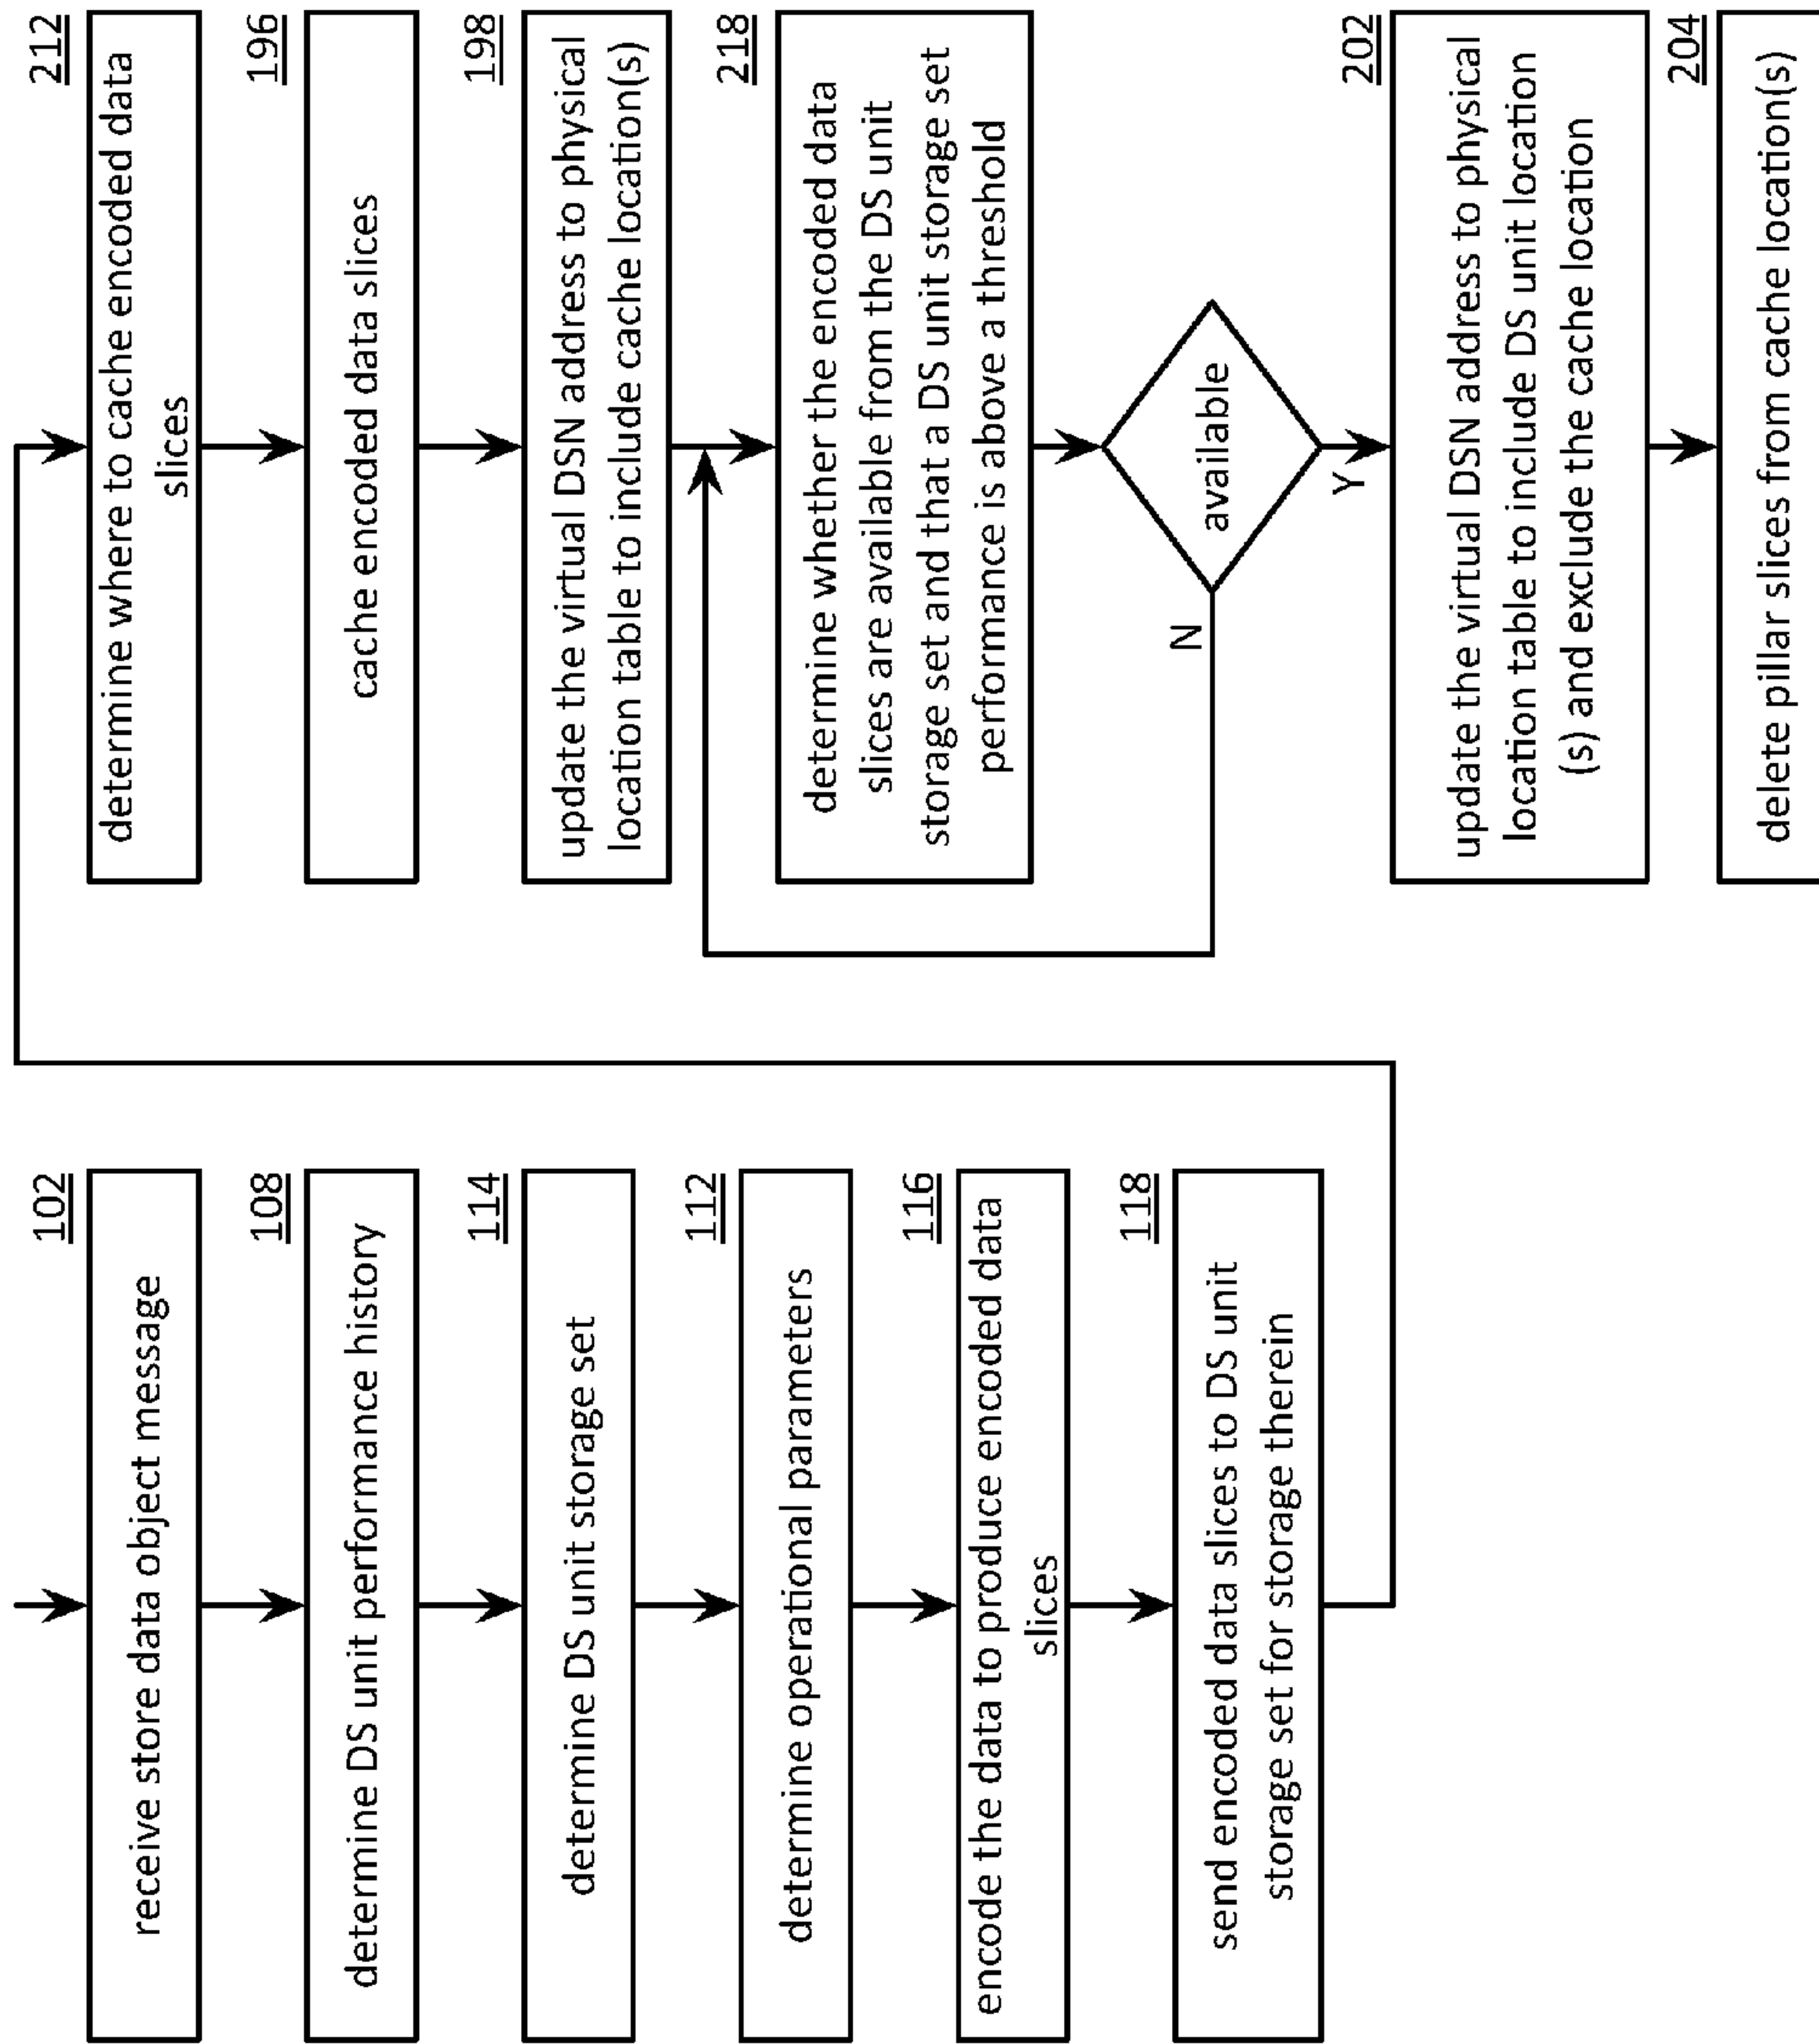 102
receive store data object message
108
determine DS unit performance history
114
determine DS unit storage set
112
determine operational parameters
116
encode the data to produce encoded data
slices
118
send encoded data slices to DS unit
storage set for storage therein
212
determine where to cache encoded data
slices
196
cache encoded data slices
198
update the virtual DSN address to physical
location table to include cache location(s)
218
determine whether the encoded data
slices are available from the DS unit
storage set and that a DS unit storage set
performance is above a threshold
available
N
Y
202
update the virtual DSN address to physical
location table to include DS unit location
(s) and exclude the cache location
204
delete pillar slices from cache location(s)